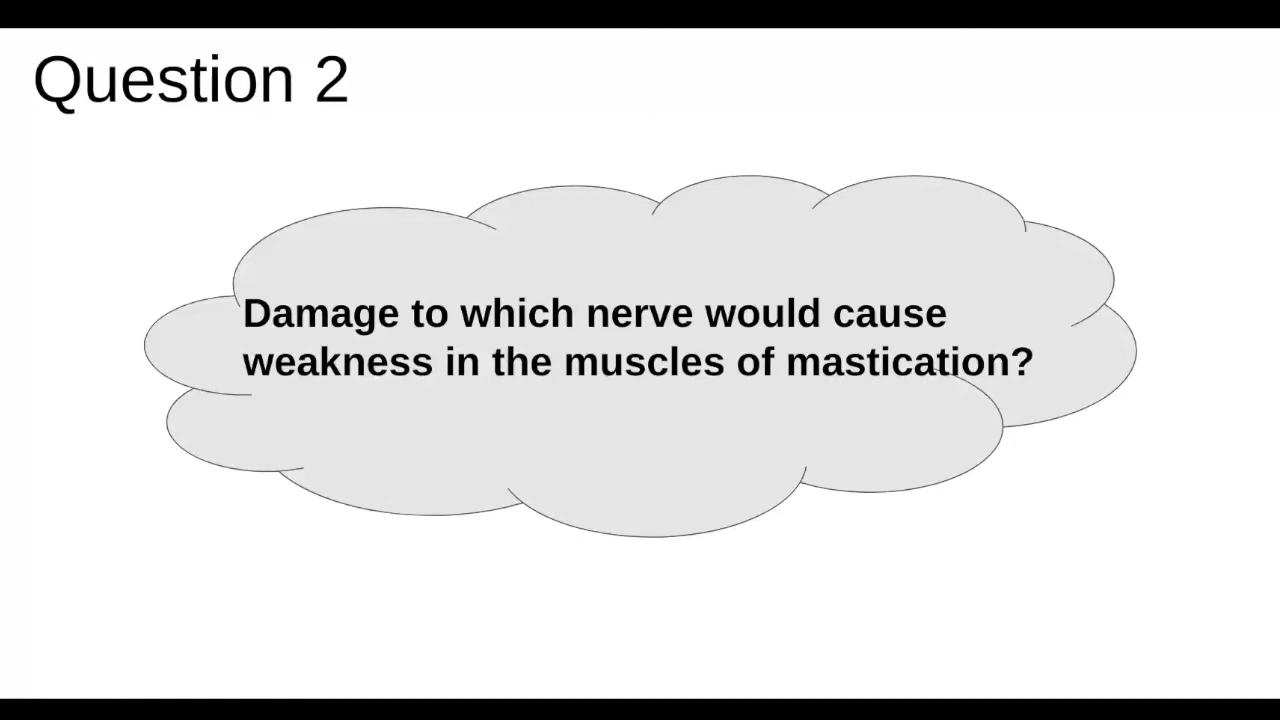 Question 2
Damage to which nerve would cause
weakness in the muscles of mastication?